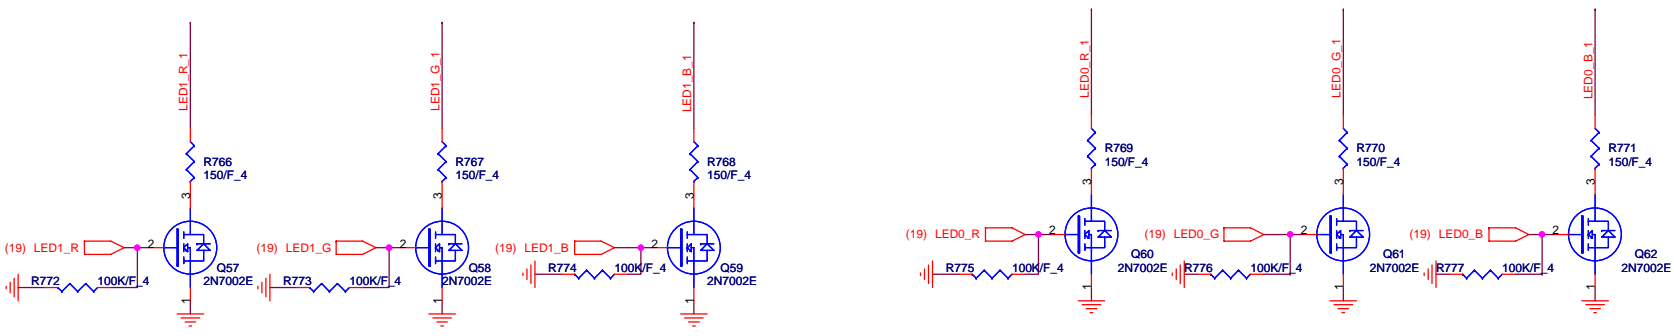 LED1_R_1
R766
150/F_4
3
(19) LED1_R
2
R772
100K/F_4
Q57
2N7002E
1
LED1_G_1
R767
150/F_4
3
(19) LED1_G
2
R773
100K/F_4
Q58
2N7002E
1
LED1_B_1
R768
150/F_4
3
(19) LED1_B
2
R774
100K/F_4
Q59
2N7002E
1
LED0_R_1
R769
150/F_4
3
(19) LED0_R
2
R775
100K/F_4
Q60
2N7002E
1
LED0_G_1
R770
150/F_4
3
(19) LED0_G
2
R776
100K/F_4
Q61
2N7002E
1
LED0_B_1
R771
150/F_4
3
(19) LED0_B
2
R777
100K/F_4
Q62
2N7002E
1